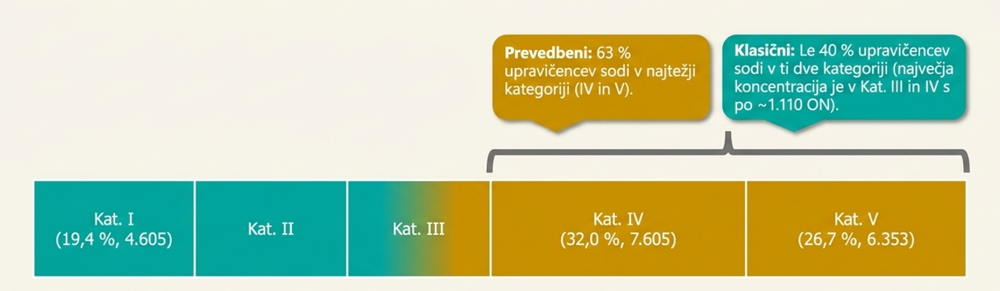 Prevedbeni: 63 %
upravičencev sodi v najtežji
kategoriji (IV in V).
Klasični: Le 40 % upravičencev
sodi v ti dve kategoriji (največja
koncentracija je v Kat. III in IV s
po ~1.110 ON).
Kat. I
(19,4 %, 4.605)
Kat. II
Kat. III
Kat. IV
(32,0 %, 7.605)
Kat. V
(26,7 %, 6.353)